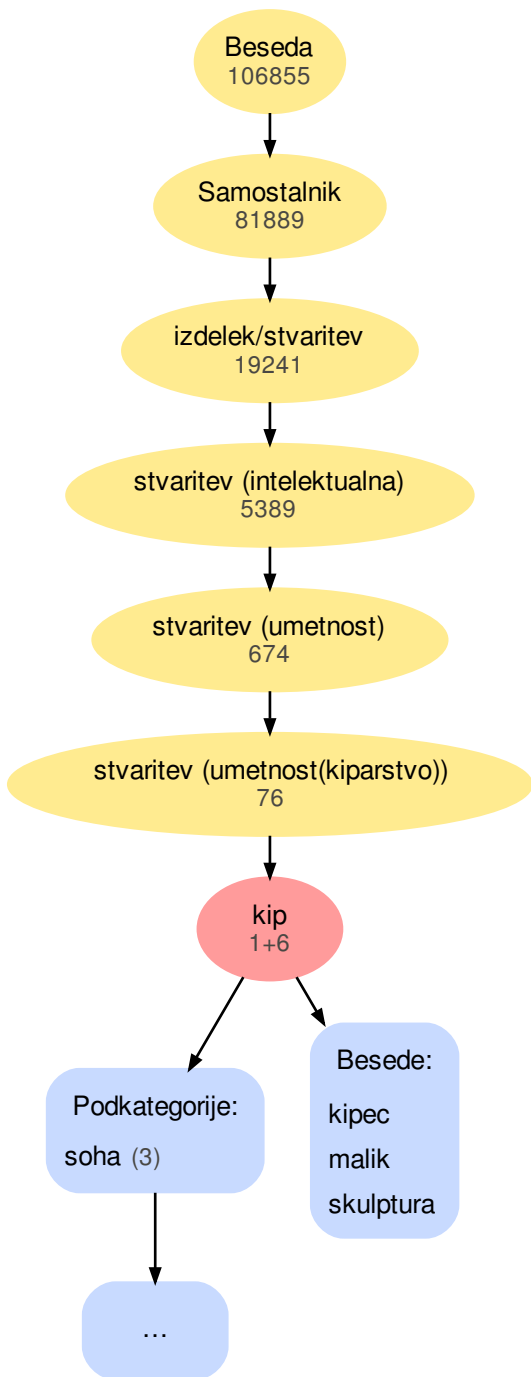 Beseda
106855
Samostalnik
81889
izdelek/stvaritev
19241
stvaritev (intelektualna)
5389
stvaritev (umetnost)
674
stvaritev (umetnost(kiparstvo))
76
kip
1+6
Podkategorije:
soha (3)
Besede:
kipec
malik
skulptura
...